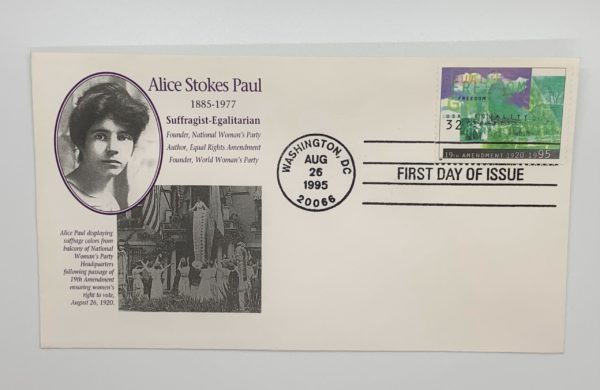 Alice Stokes Paul
1885-1977
Suffragist-Egalitarian
Founder, National Woman's Party
Author, Equal Rights Amendment
Founder, World Woman's Party
Alice Paul displaying
suffrage colors from
balcony of National
Woman's Party
Headquarters
following passage of
19th Amendment
ensuring women's
right to vote,
August 26, 1920.
FREEDOM
FREEDOM
USA EQUALITY
32
19TH AMENDMENT 1920 1995
WASHINGTON, DC
AUG
26
1995
20066
FIRST DAY OF ISSUE